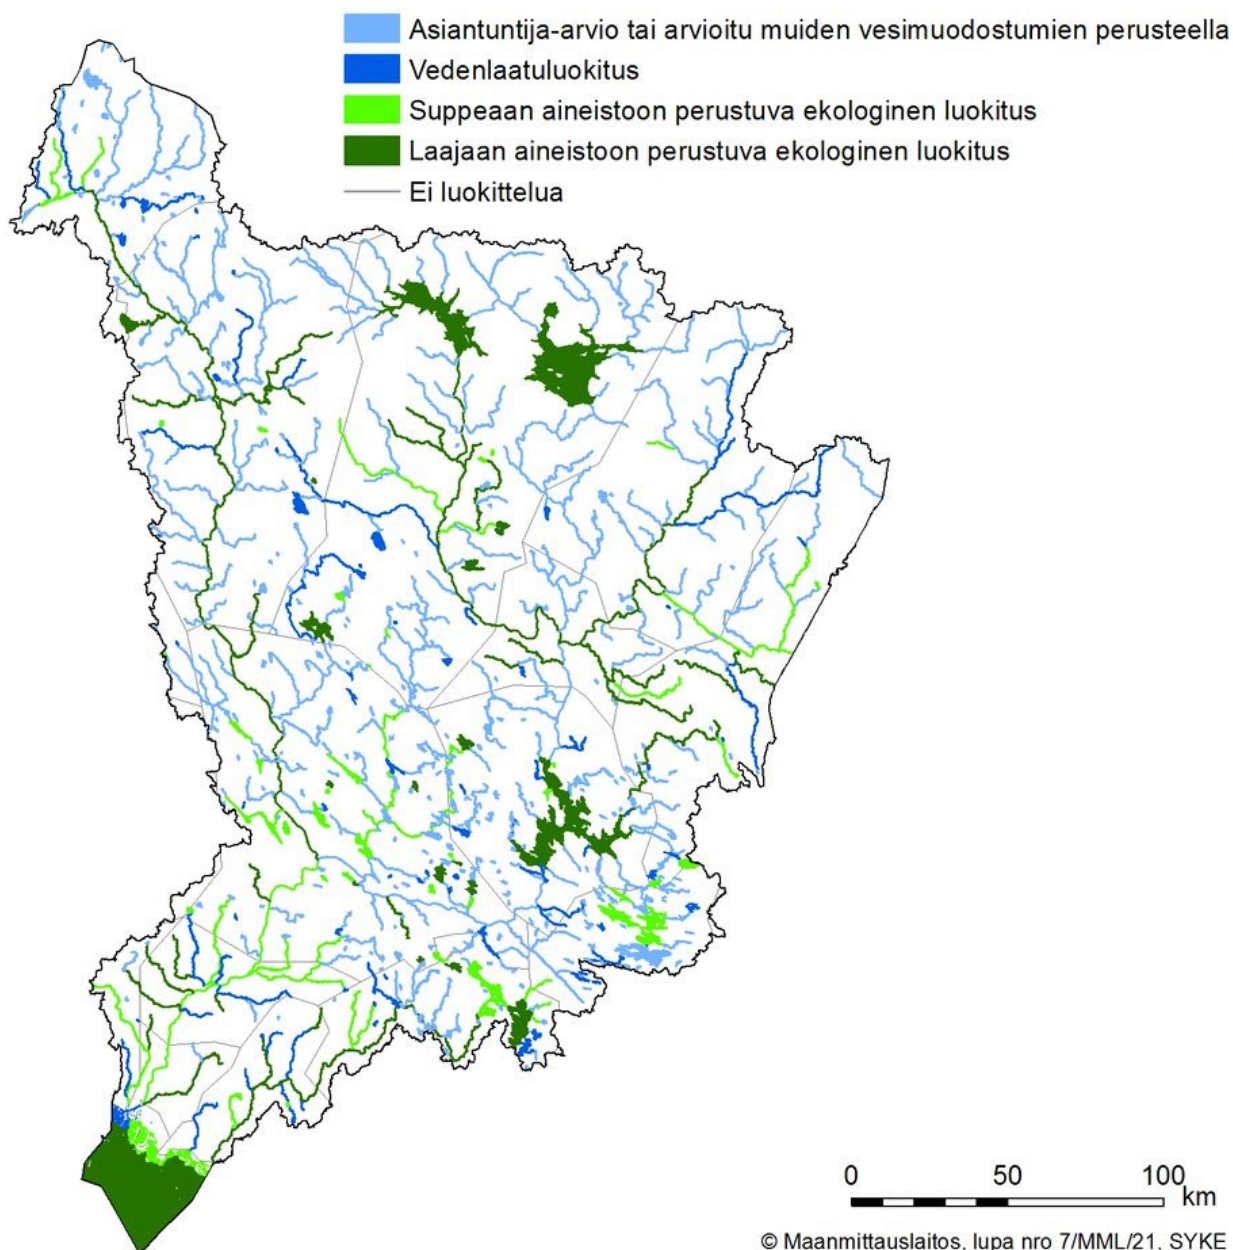 Asiantuntija-arvio tai arvioitu muiden vesimuodostumien perusteella
Vedenlaatuluokitus
Suppeaan aineistoon perustuva ekologinen luokitus
Laajaan aineistoon perustuva ekologinen luokitus
Ei luokittelua
0 50 100
km
© Maanmittauslaitos, lupa nro 7/MML/21, SYKE